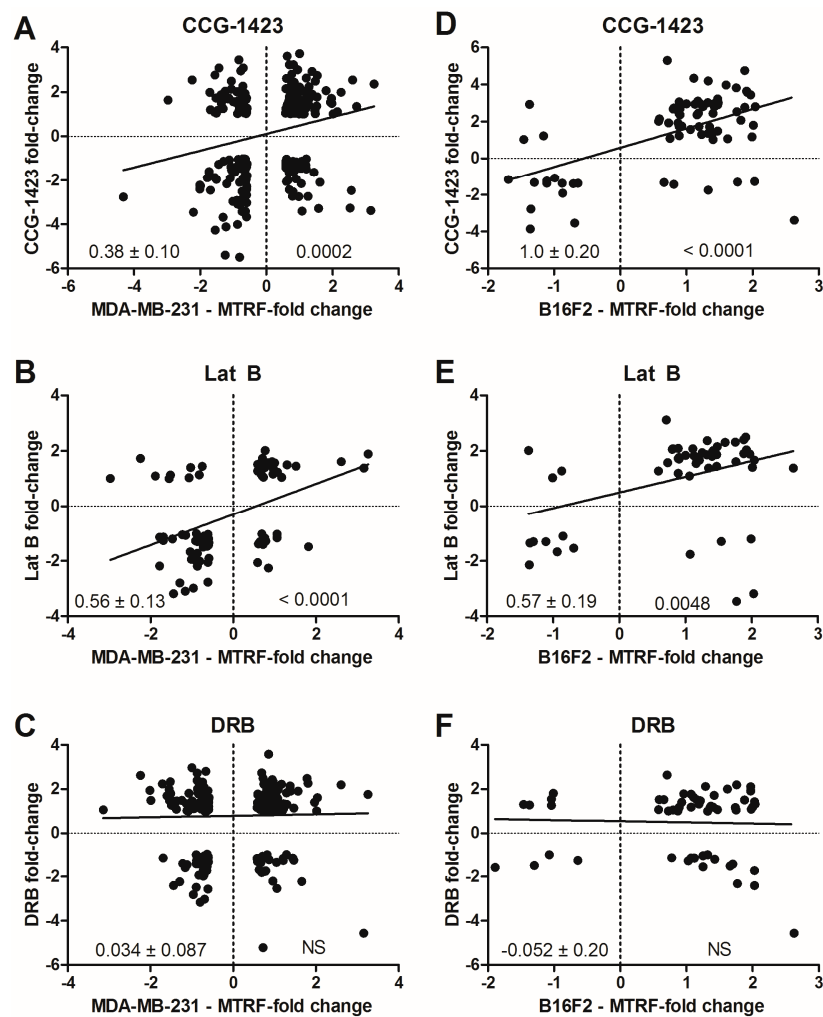 A
CCG-1423
4
2
0
-2
-4
-6
CCG-1423 fold-change
0.38 ± 0.10
0.0002
-6
-4
-2
0
2
4
MDA-MB-231 - MTRF-fold change
D
CCG-1423
6
4
2
0
-2
-4
-6
CCG-1423 fold-change
1.0 ± 0.20
< 0.0001
-2
-1
0
1
2
3
B16F2 - MTRF-fold change
B
Lat B
4
2
0
-2
-4
Lat B fold-change
0.56 ± 0.13
< 0.0001
-4
-2
0
2
4
MDA-MB-231 - MTRF-fold change
E
Lat B
4
2
0
-2
-4
Lat B fold-change
0.57 ± 0.19
0.0048
-2
-1
0
1
2
3
B16F2 - MTRF-fold change
C
DRB
4
2
0
-2
-4
-6
DRB fold-change
0.034 ± 0.087
NS
-4
-2
0
2
4
MDA-MB-231 - MTRF-fold change
F
DRB
4
2
0
-2
-4
-6
DRB fold-change
-0.052 ± 0.20
NS
-2
-1
0
1
2
3
B16F2 - MTRF-fold change